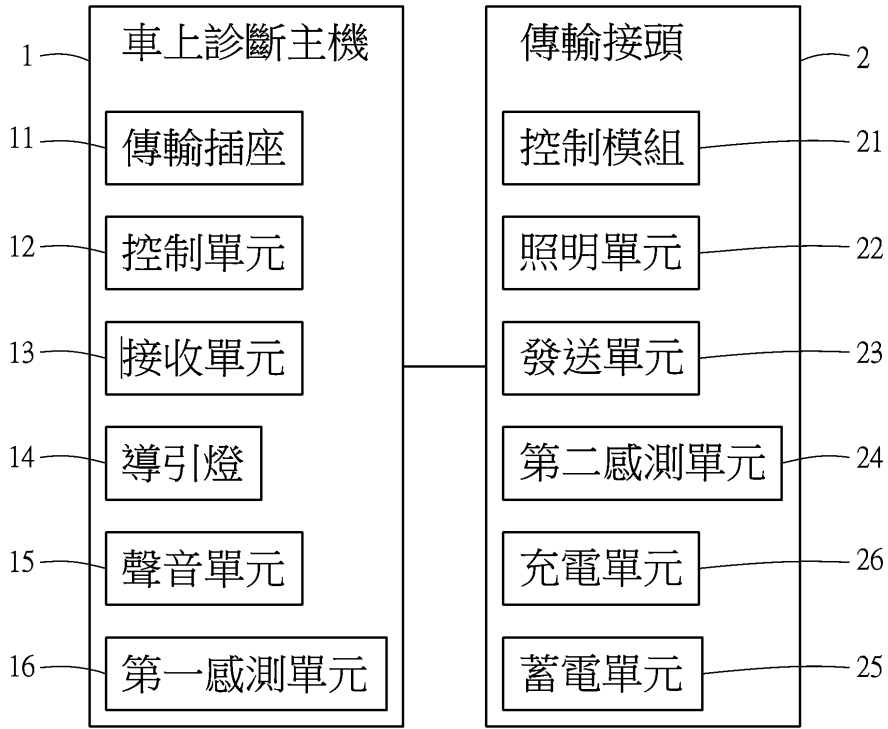 1 車上診斷主機
11 傳輸插座
12 控制單元
13 接收單元
14 導引燈
15 聲音單元
16 第一感測單元
傳輸接頭 2
控制模組 21
照明單元 22
發送單元 23
第二感測單元 24
充電單元 26
蓄電單元 25